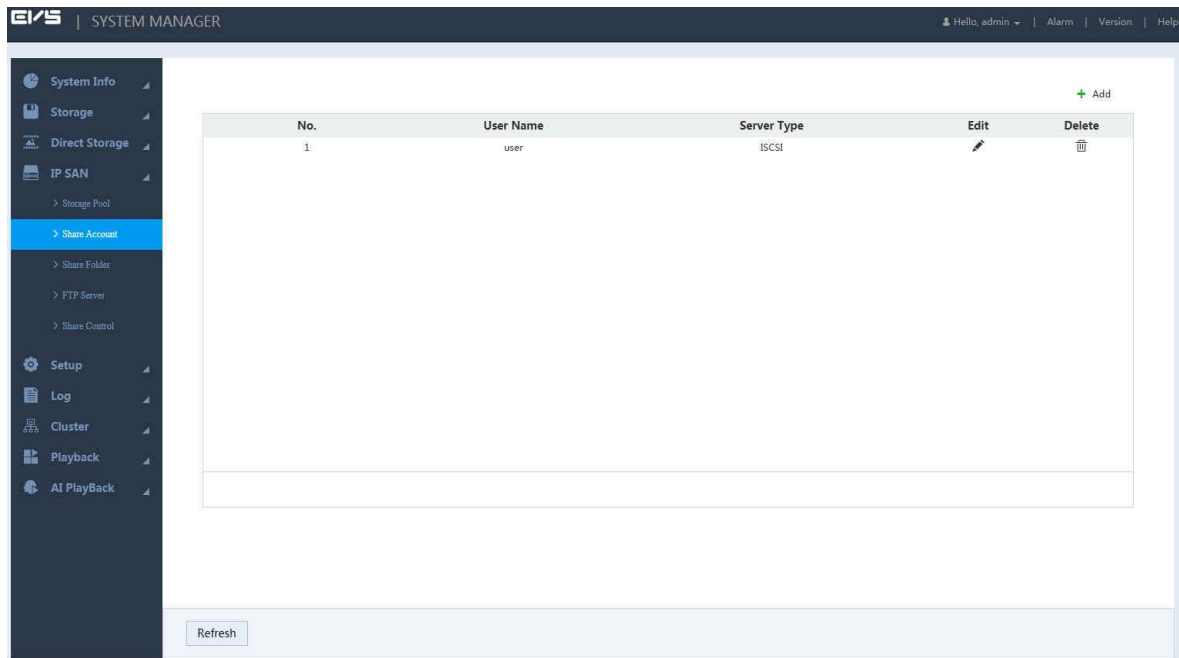 EVS | SYSTEM MANAGER
Hello, admin | Alarm | Version | Help
System Info
Storage
Direct Storage
IP SAN
> Storage Pool
> Share Account
> Share Folder
> FTP Server
> Share Control
Setup
Log
Cluster
Playback
AI PlayBack
+ Add
No. User Name Server Type Edit Delete
1 user ISCSI
Refresh